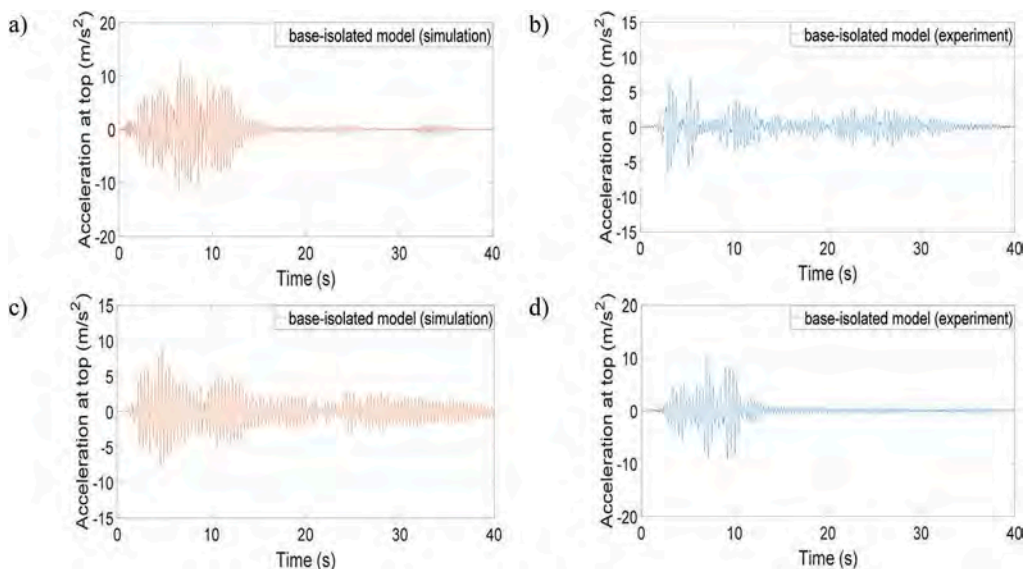 a)
base-isolated model (simulation)
Acceleration at top (m/s²)
20
10
0
-10
-20
0 10 20 30 40
Time (s)
b)
base-isolated model (experiment)
Acceleration at top (m/s²)
15
10
5
0
-5
-10
-15
0 10 20 30 40
Time (s)
c)
base-isolated model (simulation)
Acceleration at top (m/s²)
15
10
5
0
-5
-10
-15
0 10 20 30 40
Time (s)
d)
base-isolated model (experiment)
Acceleration at top (m/s²)
20
10
0
-10
-20
0 10 20 30 40
Time (s)